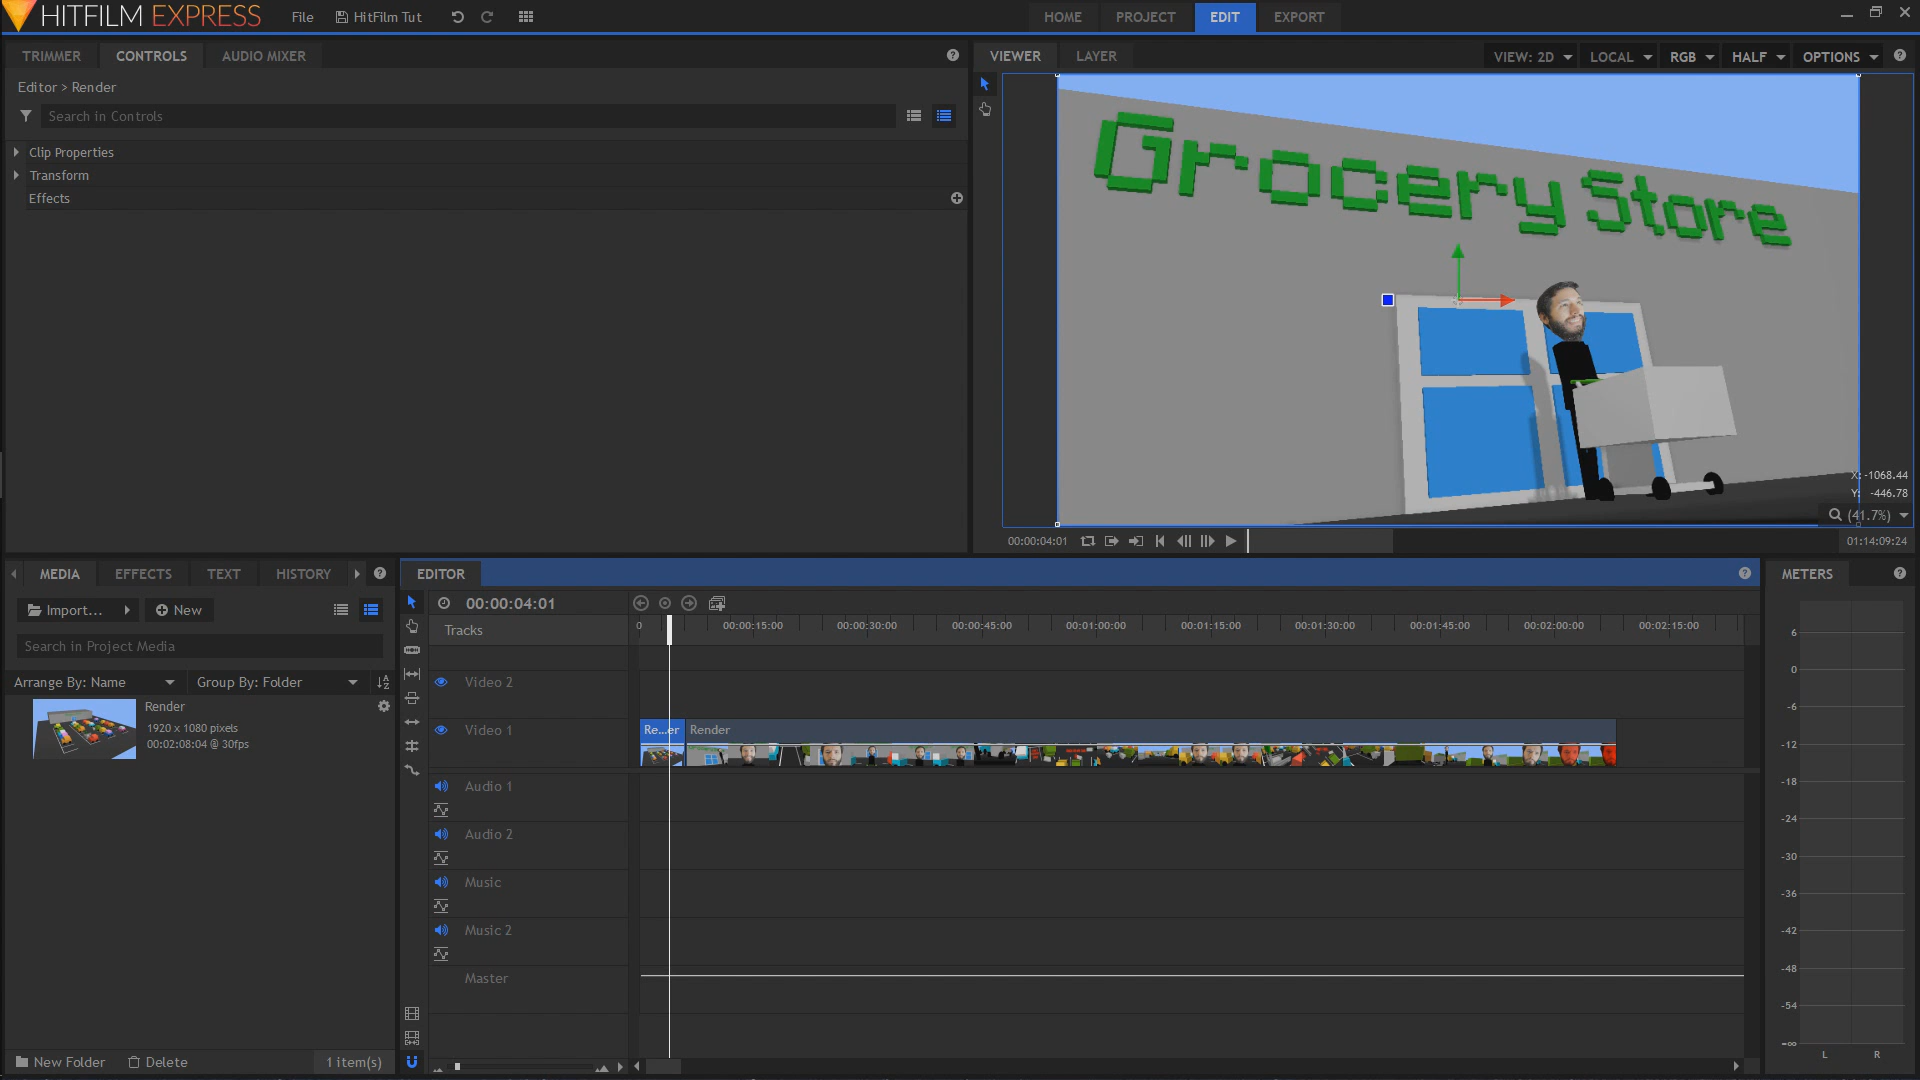 HITFILM EXPRESS File HitFilm Tut HOME PROJECT EDIT EXPORT
TRIMMER CONTROLS AUDIO MIXER
Editor > Render
Search in Controls
Clip Properties
Transform
Effects
VIEWER LAYER VIEW: 2D LOCAL RGB HALF OPTIONS
Grocery Store
X: -1068.44
Y: -446.78
(41.7%)
00:00:04:01 01:14:09:24
MEDIA EFFECTS TEXT HISTORY
Import... New
Search in Project Media
Arrange By: Name Group By: Folder
Render
1920 x 1080 pixels
00:02:08:04 @ 30fps
New Folder Delete 1 item(s)
EDITOR
00:00:04:01
Tracks 0 00:00:15:00 00:00:30:00 00:00:45:00 00:01:00:00 00:01:15:00 00:01:30:00 00:01:45:00 00:02:00:00 00:02:15:00
Video 2
Video 1 Re...er Render
Audio 1
Audio 2
Music
Music 2
Master
METERS
6
0
-6
-12
-18
-24
-30
-36
-42
-48
-54
-∞
L R